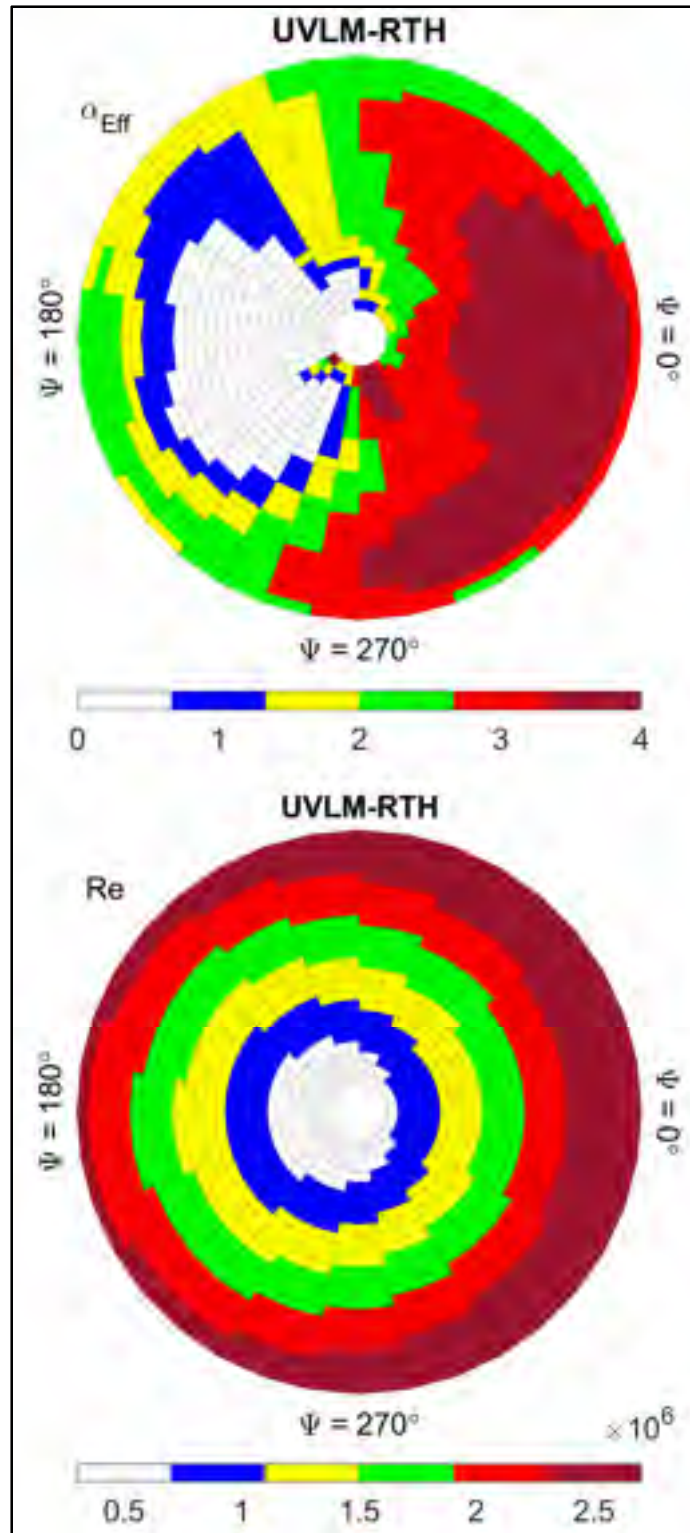 UVLM-RTH
αEff
Ψ = 180°
Ψ = 0°
Ψ = 270°
0 1 2 3 4
UVLM-RTH
Re
Ψ = 180°
Ψ = 0°
Ψ = 270° ×10⁶
0.5 1 1.5 2 2.5